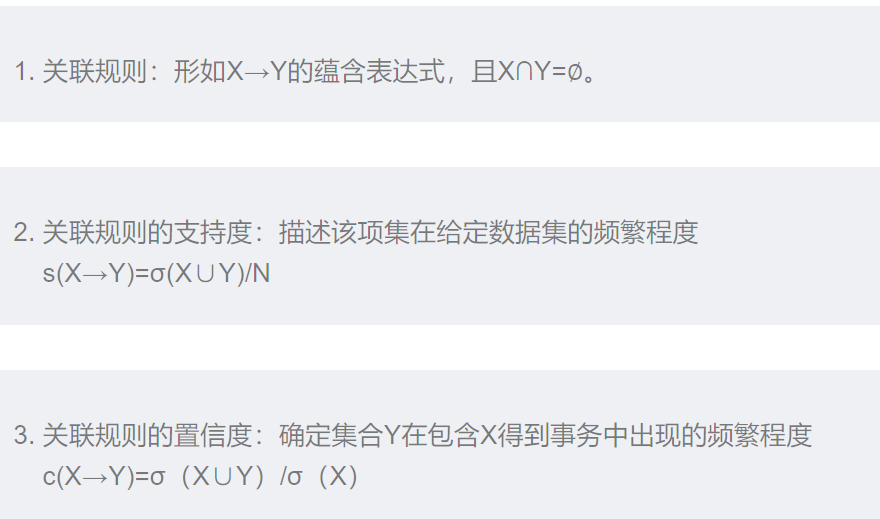 1. 关联规则：形如X→Y的蕴含表达式，且X∩Y=∅。
2. 关联规则的支持度：描述该项集在给定数据集的频繁程度
s(X→Y)=σ(X∪Y)/N
3. 关联规则的置信度：确定集合Y在包含X得到事务中出现的频繁程度
c(X→Y)=σ（X∪Y）/σ（X）